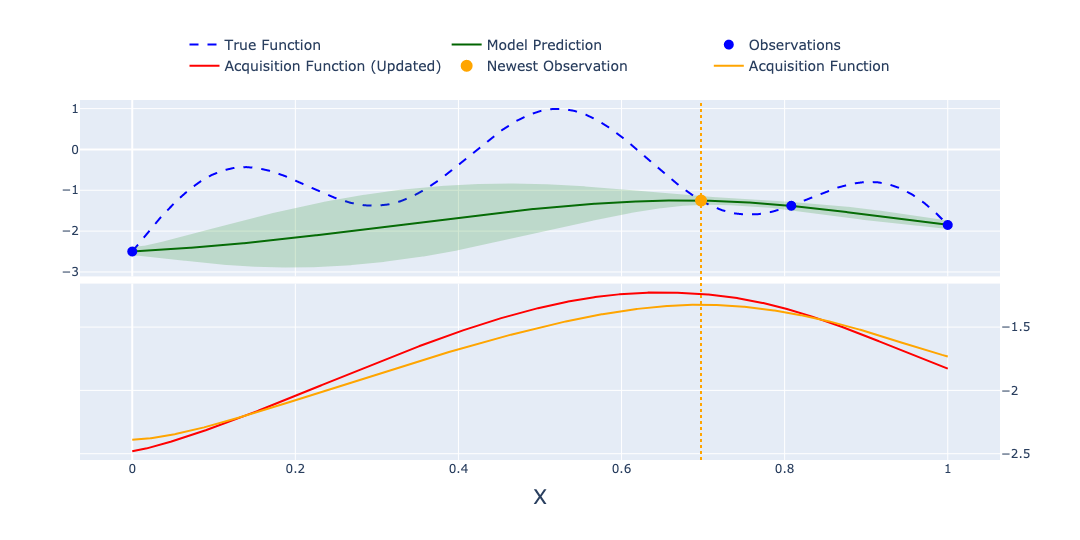 True Function Model Prediction Observations
Acquisition Function (Updated) Newest Observation Acquisition Function
1
0
−1
−2
−3
−1.5
−2
−2.5
0 0.2 0.4 0.6 0.8 1
X